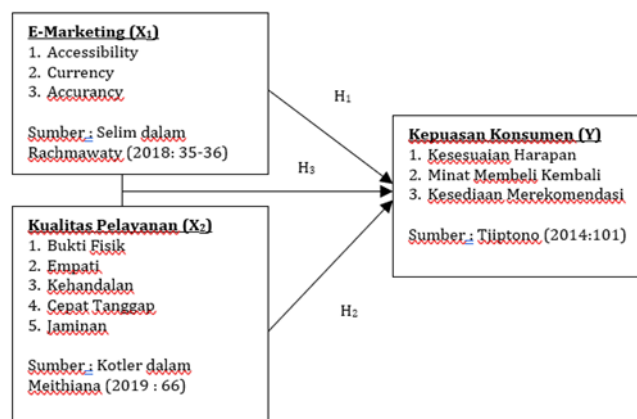 E-Marketing (X₁)
1. Accessibility
2. Currency
3. Accurancy
Sumber : Selim dalam
Rachmawaty (2018: 35-36)
H₁
H₃
Kepuasan Konsumen (Y)
1. Kesesuaian Harapan
2. Minat Membeli Kembali
3. Kesediaan Merekomendasi
Sumber : Tjiptono (2014:101)
Kualitas Pelayanan (X₂)
1. Bukti Fisik
2. Empati
3. Kehandalan
4. Cepat Tanggap
5. Jaminan
Sumber : Kotler dalam
Meithiana (2019 : 66)
H₂